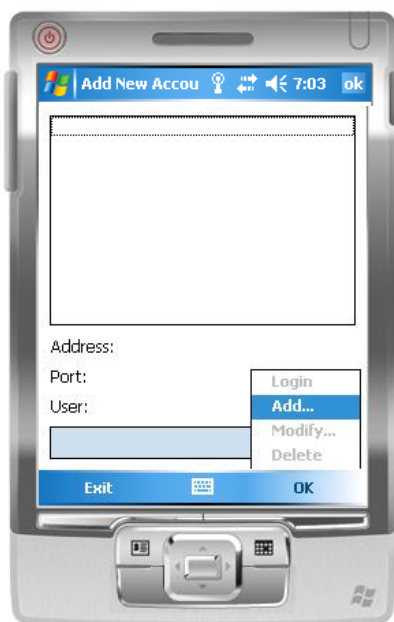 Add New Accou 7:03 ok
Address:
Port:
User:
Login
Add...
Modify...
Delete
Exit OK